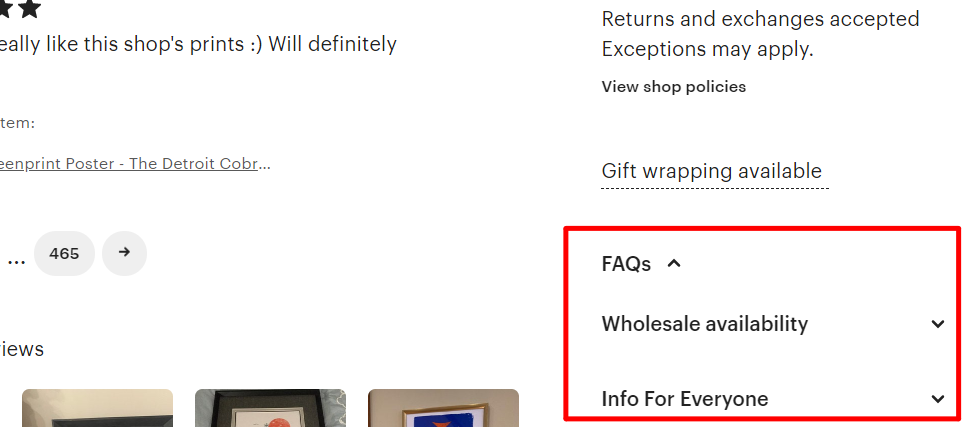 eally like this shop's prints :) Will definitely
tem:
eenprint Poster - The Detroit Cobr...
... 465
iews
Returns and exchanges accepted
Exceptions may apply.
View shop policies
Gift wrapping available
FAQs
Wholesale availability
Info For Everyone